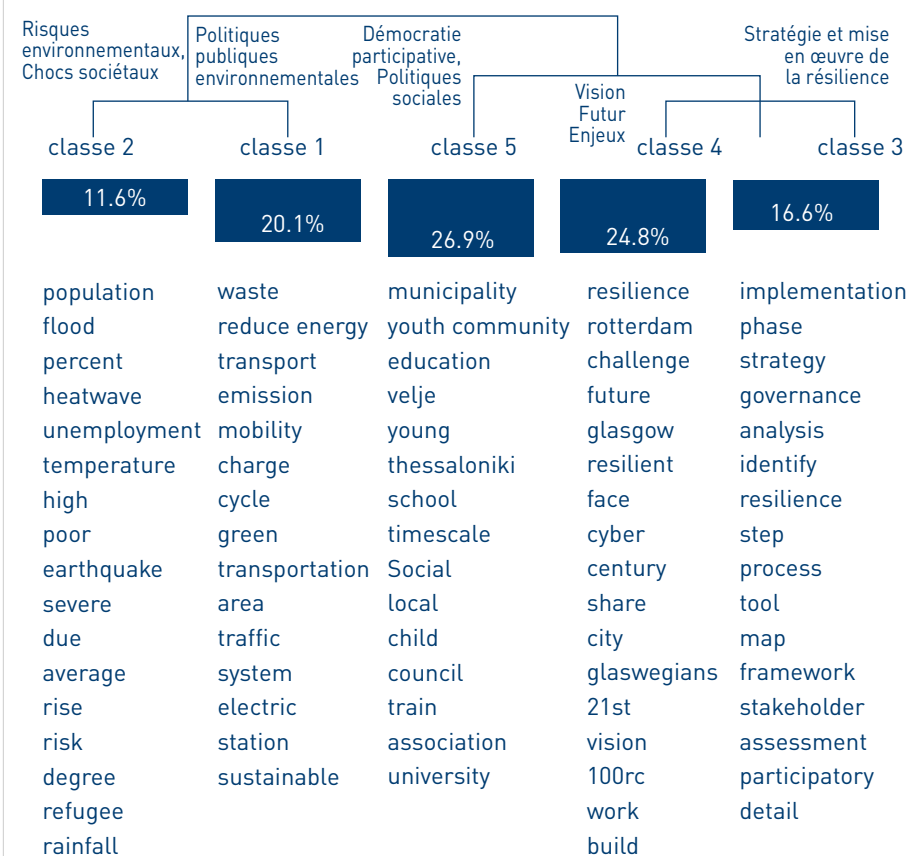 Risques
environnementaux,
Chocs sociétaux
Politiques
publiques
environnementales
Démocratie
participative,
Politiques
sociales
Vision
Futur
Enjeux
Stratégie et mise
en œuvre de
la résilience
classe 2
classe 1
classe 5
classe 4
classe 3
11.6%
20.1%
26.9%
24.8%
16.6%
population
flood
percent
heatwave
unemployment
temperature
high
poor
earthquake
severe
due
average
rise
risk
degree
refugee
rainfall
waste
reduce energy
transport
emission
mobility
charge
cycle
green
transportation
area
traffic
system
electric
station
sustainable
municipality
youth community
education
velje
young
thessaloniki
school
timescale
Social
local
child
council
train
association
university
resilience
rotterdam
challenge
future
glasgow
resilient
face
cyber
century
share
city
glaswegians
21st
vision
100rc
work
build
implementation
phase
strategy
governance
analysis
identify
resilience
step
process
tool
map
framework
stakeholder
assessment
participatory
detail